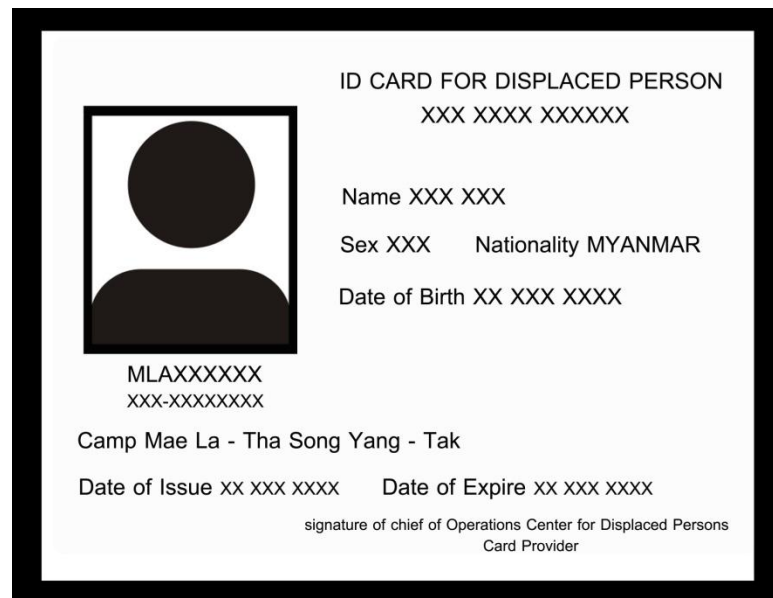 ID CARD FOR DISPLACED PERSON
XXX XXXX XXXXXX
Name XXX XXX
Sex XXX Nationality MYANMAR
Date of Birth XX XXX XXXX
MLAXXXXXX
XXX-XXXXXXXX
Camp Mae La - Tha Song Yang - Tak
Date of Issue XX XXX XXXX Date of Expire XX XXX XXXX
signature of chief of Operations Center for Displaced Persons
Card Provider